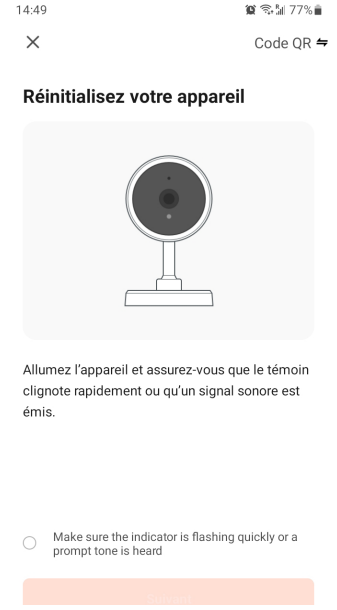 14:49
77%
Code QR
Réinitialisez votre appareil
Allumez l'appareil et assurez-vous que le témoin
clignote rapidement ou qu'un signal sonore est
émis.
Make sure the indicator is flashing quickly or a
prompt tone is heard